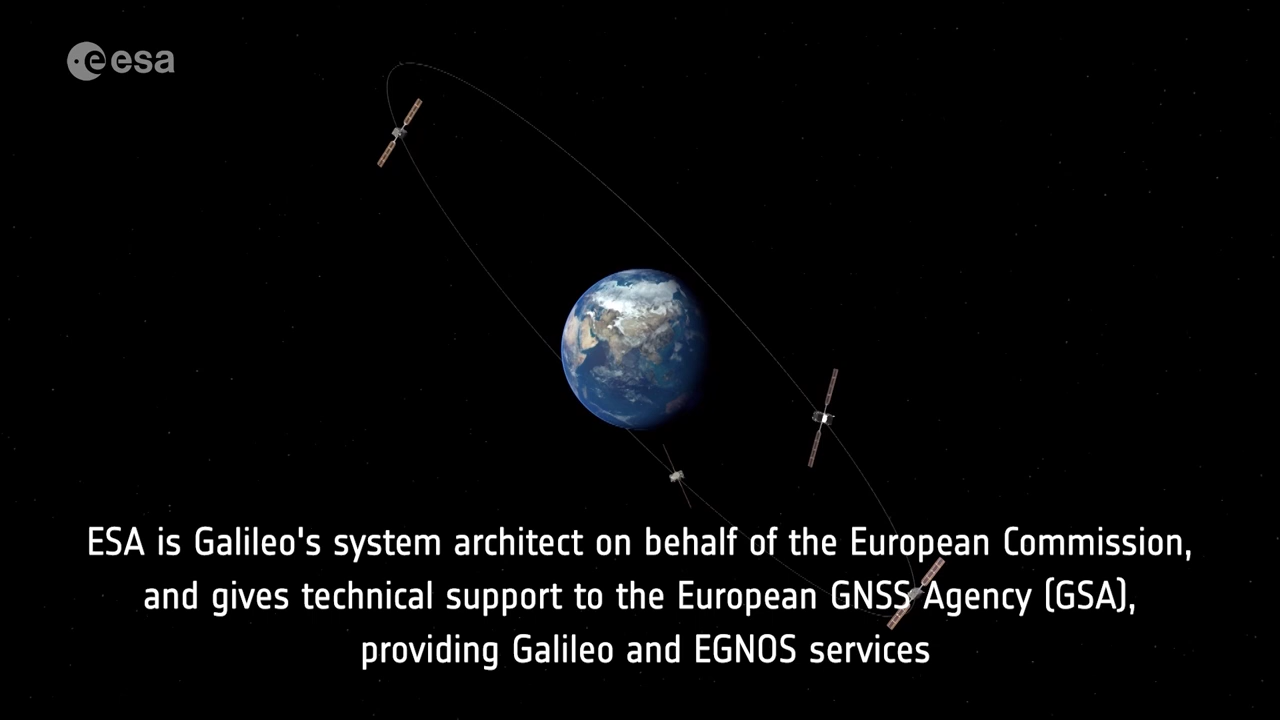 esa
ESA is Galileo's system architect on behalf of the European Commission,
and gives technical support to the European GNSS Agency (GSA),
providing Galileo and EGNOS services